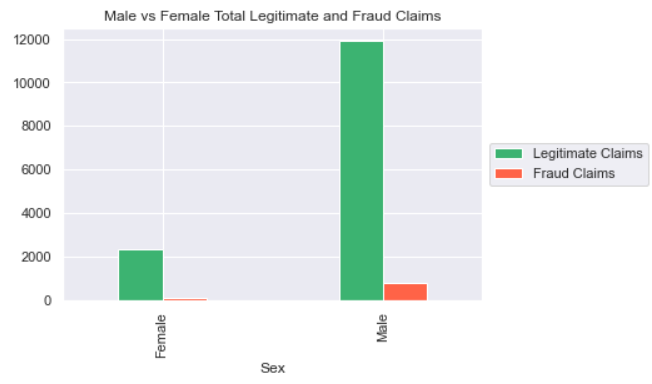 Male vs Female Total Legitimate and Fraud Claims
12000
10000
8000
6000
4000
2000
0
Legitimate Claims
Fraud Claims
Female
Male
Sex